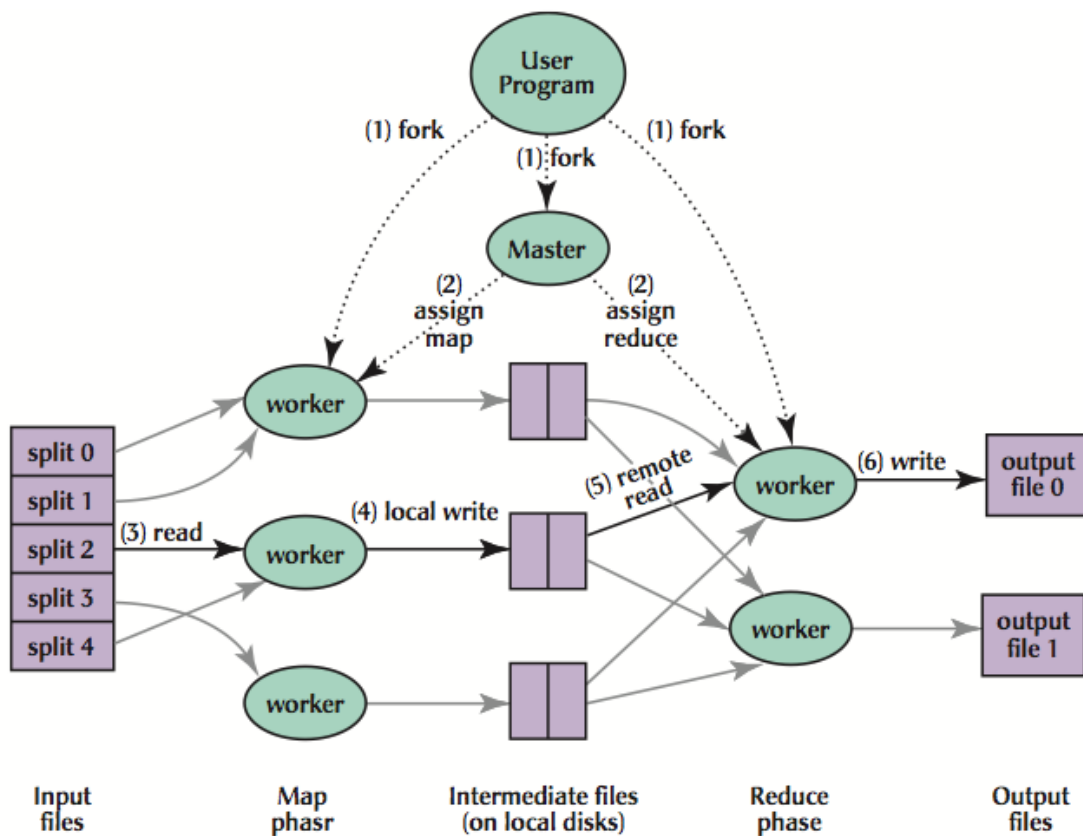 User
Program
(1) fork
(1) fork
(1) fork
Master
(2)
assign
map
(2)
assign
reduce
worker
split 0
split 1
split 2
split 3
split 4
(3) read
worker
(4) local write
(5) remote
read
worker
(6) write
output
file 0
worker
worker
output
file 1
Input
files
Map
phasr
Intermediate files
(on local disks)
Reduce
phase
Output
files